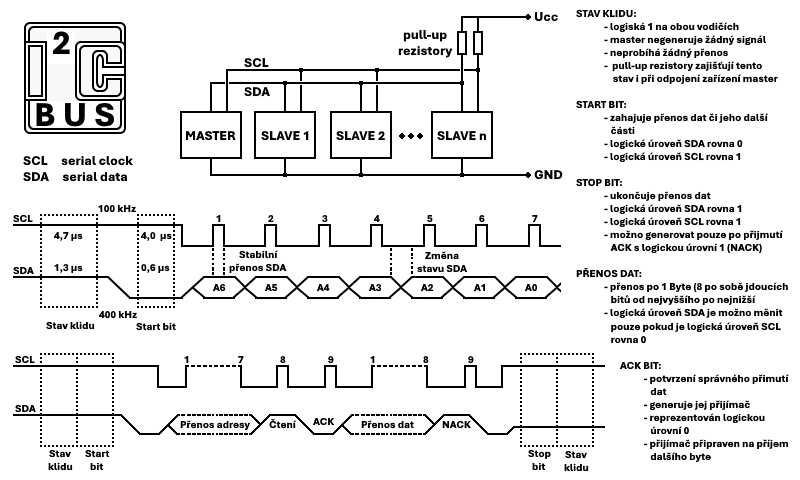 I²C
BUS
SCL serial clock
SDA serial data
Ucc
pull-up
rezistory
SCL
SDA
MASTER
SLAVE 1
SLAVE 2
SLAVE n
GND
STAV KLIDU:
- logiská 1 na obou vodičích
- master negeneruje žádný signál
- neprobíhá žádný přenos
- pull-up rezistory zajišťují tento
stav i při odpojení zařízení master
START BIT:
- zahajuje přenos dat či jeho další
části
- logická úroveň SDA rovna 0
- logická úroveň SCL rovna 1
STOP BIT:
- ukončuje přenos dat
- logická úroveň SDA rovna 1
- logická úroveň SCL rovna 1
- možno generovat pouze po přijmutí
ACK s logickou úrovní 1 (NACK)
PŘENOS DAT:
- přenos po 1 Byte (8 po sobě jdoucích
bitů od nejvyššího po nejnižší
- logická úroveň SDA je možno měnit
pouze pokud je logická úroveň SCL
rovna 0
ACK BIT:
- potvrzení správného přimutí
dat
- generuje jej přijímač
- reprezentován logickou
úrovní 0
- přijímač připraven na příjem
dalšího byte
100 kHz
SCL
1 2 3 4 5 6 7
4,7 µs
4,0 µs
Stabilní
přenos SDA
Změna
stavu SDA
1,3 µs
0,6 µs
SDA
A6 A5 A4 A3 A2 A1 A0
400 kHz
Stav klidu
Start bit
SCL
1 7 8 9 1 8 9
SDA
Přenos adresy
Čtení
ACK
Přenos dat
NACK
Stav
klidu
Start
bit
Stop
bit
Stav
klidu